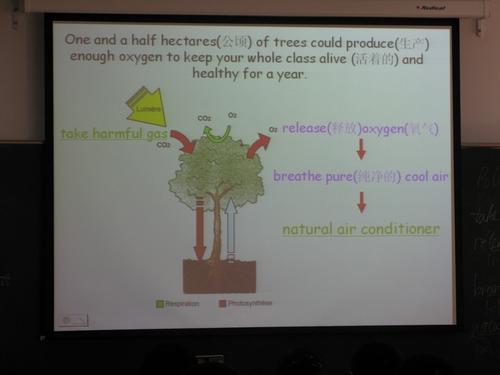 Redleaf
One and a half hectares(公顷) of trees could produce(生产)
enough oxygen to keep your whole class alive (活着的) and
healthy for a year.
Lumière
CO2
O2
take harmful gas
CO2
O2
release(释放)oxygen(氧气)
breathe pure(纯净的) cool air
natural air conditioner
Respiration
Photosynthèse